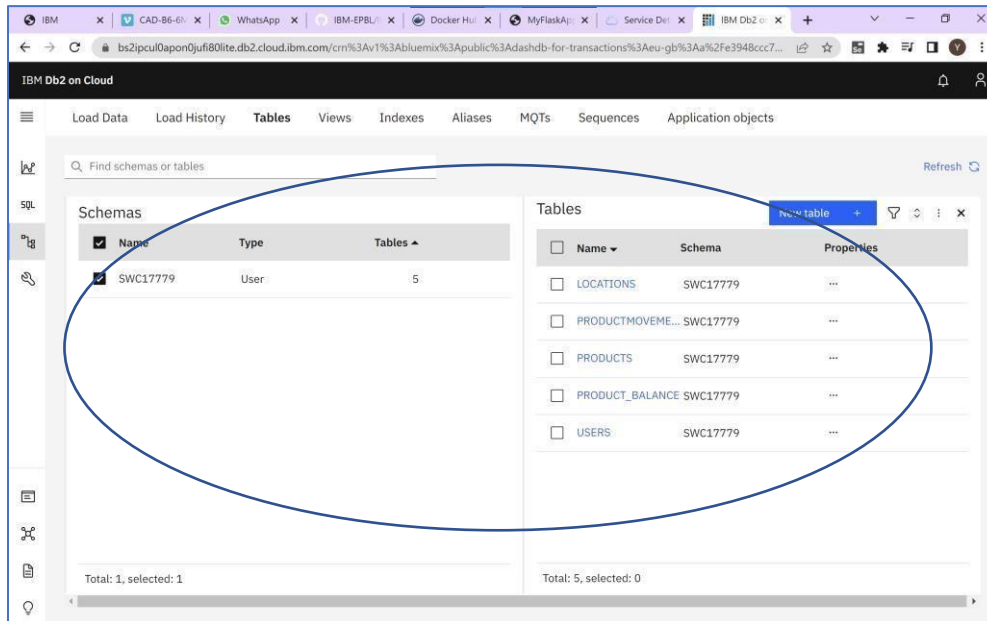 IBM
CAD-B6-6N
WhatsApp
IBM-EPBL/
Docker Hu
MyFlaskAp
Service Det
IBM Db2 o
bs2ipcul0apon0jufi80lite.db2.cloud.ibm.com/crn%3Av1%3Abluemix%3Apublic%3Adashdb-for-transactions%3Aeu-gb%3Aa%2Fe3948ccc7...
IBM Db2 on Cloud
Load Data Load History Tables Views Indexes Aliases MQTs Sequences Application objects
Find schemas or tables
Refresh
SQL
Schemas
Name Type Tables
SWC17779 User 5
Total: 1, selected: 1
Tables
New table +
Name Schema Properties
LOCATIONS SWC17779 ...
PRODUCTMOVEME... SWC17779 ...
PRODUCTS SWC17779 ...
PRODUCT_BALANCE SWC17779 ...
USERS SWC17779 ...
Total: 5, selected: 0